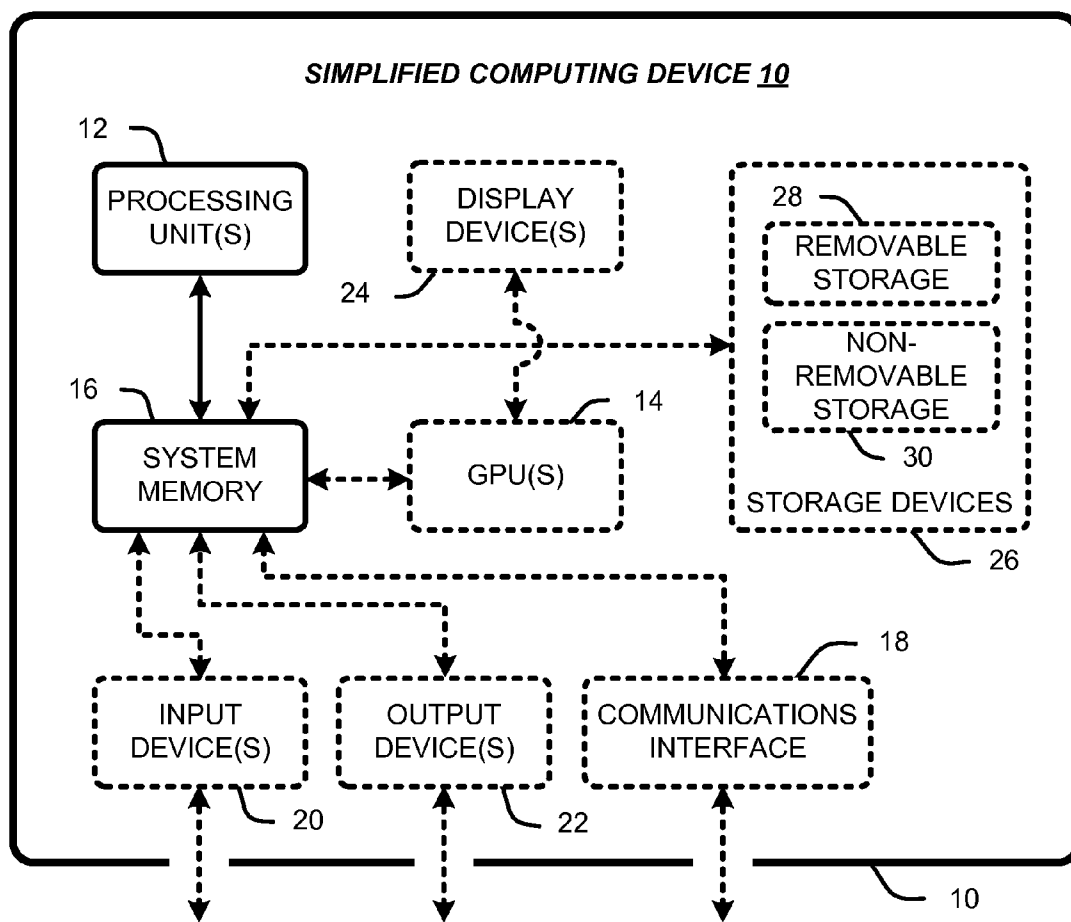 SIMPLIFIED COMPUTING DEVICE 10
12
PROCESSING
UNIT(S)
DISPLAY
DEVICE(S)
24
28
REMOVABLE
STORAGE
NON-
REMOVABLE
STORAGE
30
STORAGE DEVICES
26
16
SYSTEM
MEMORY
14
GPU(S)
18
INPUT
DEVICE(S)
20
OUTPUT
DEVICE(S)
22
COMMUNICATIONS
INTERFACE
10